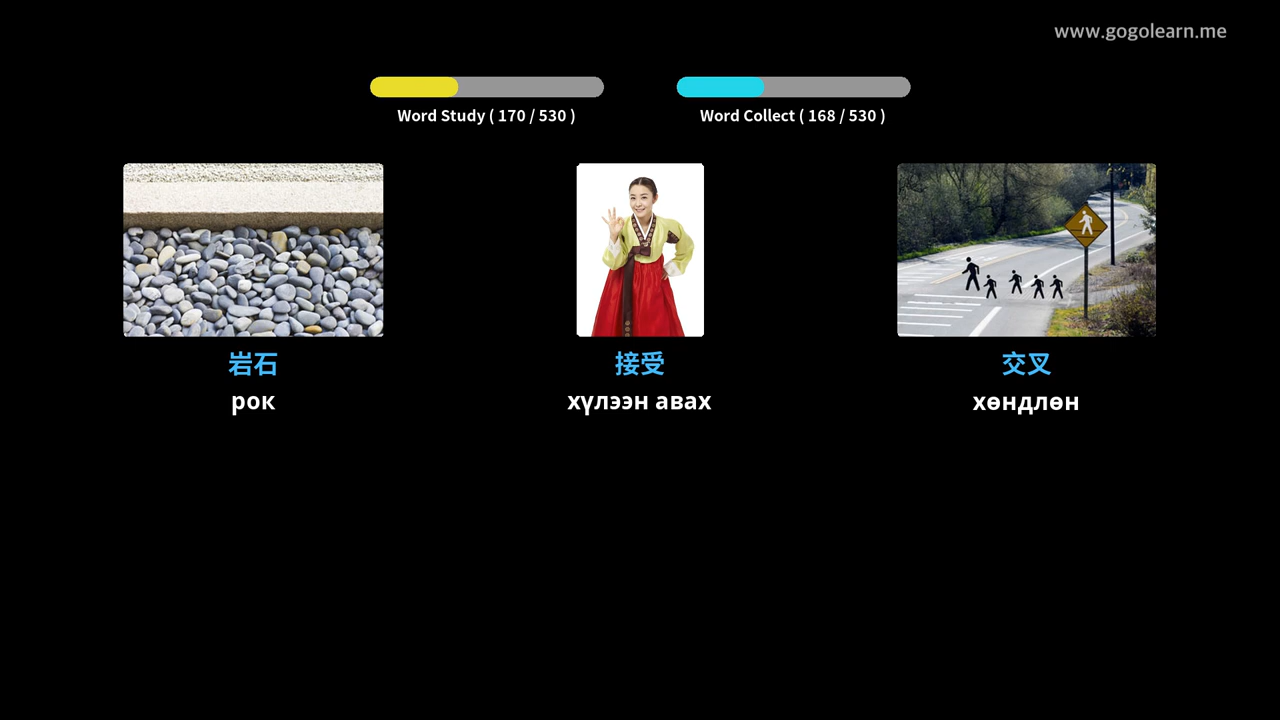 www.gogolearn.me
Word Study ( 170 / 530 )
Word Collect ( 168 / 530 )
岩石
рок
接受
хүлээн авах
交叉
хөндлөн